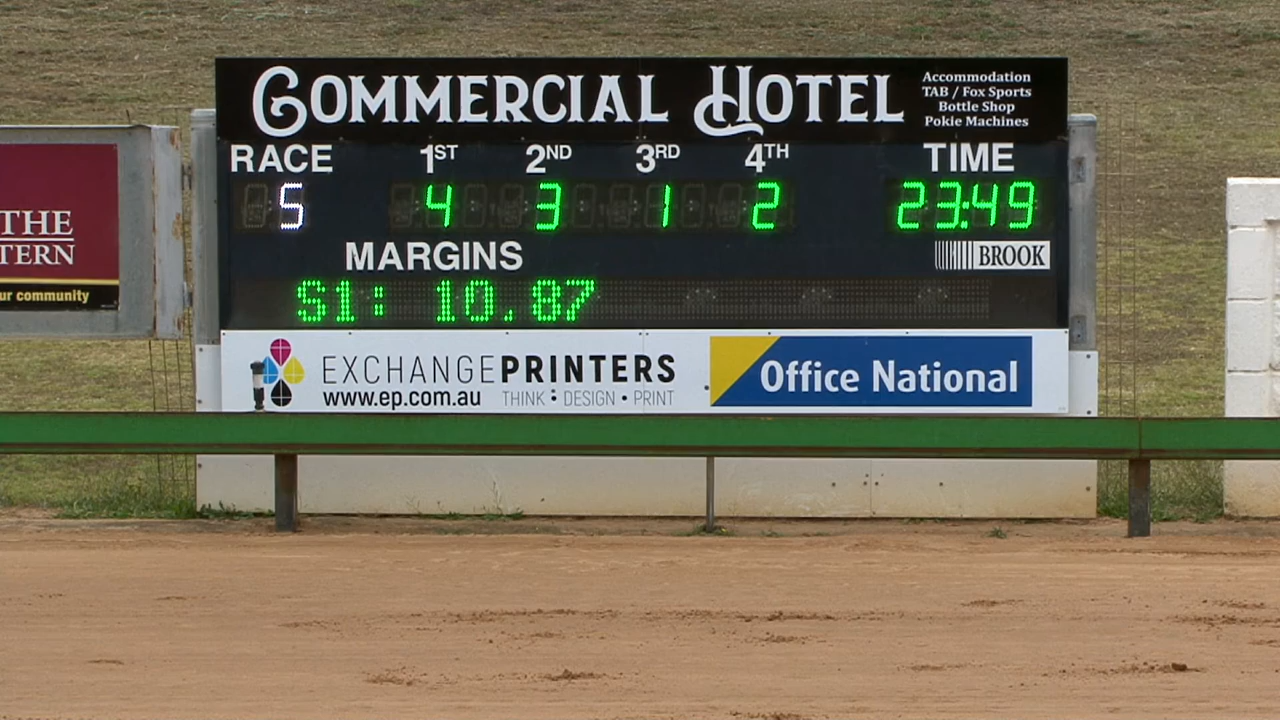 COMMERCIAL HOTEL
Accommodation
TAB / Fox Sports
Bottle Shop
Pokie Machines
RACE 1ST 2ND 3RD 4TH TIME
5 4 3 1 2 23:49
MARGINS
BROOK
S1: 10.87
THE
TERN
ur community
EXCHANGEPRINTERS
www.ep.com.au THINK : DESIGN • PRINT
Office National